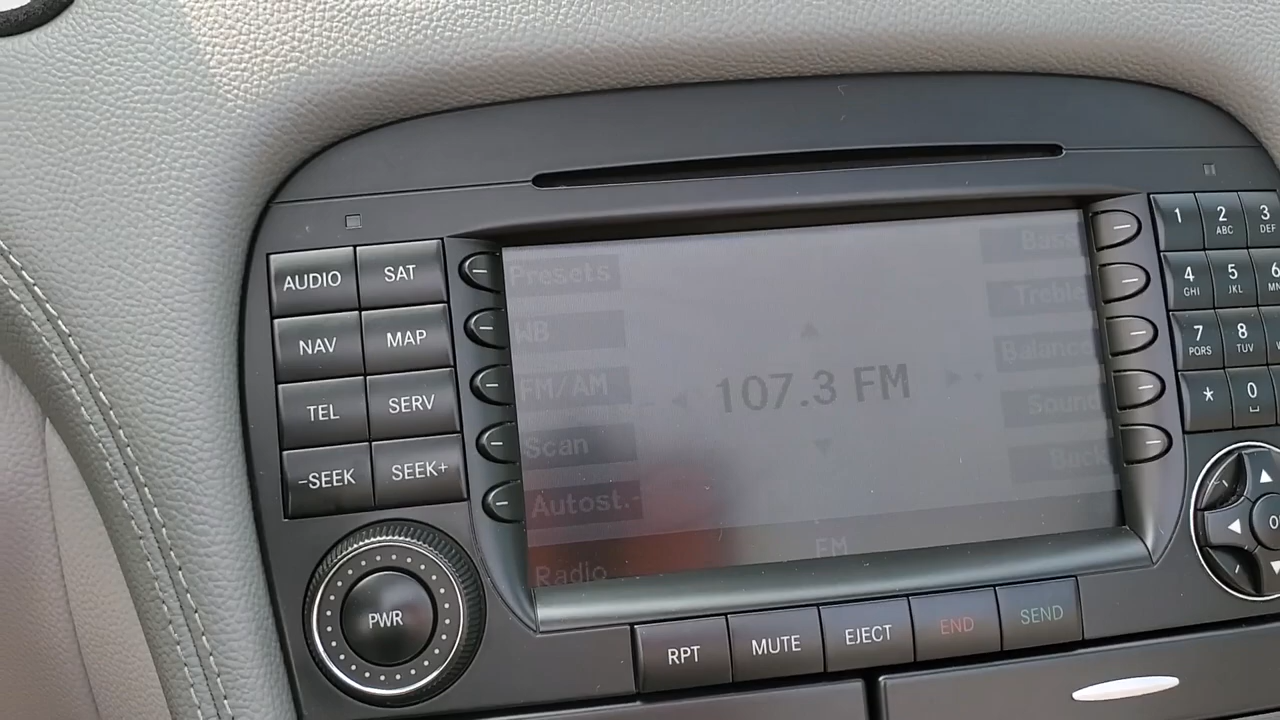 AUDIO
SAT
NAV
MAP
TEL
SERV
-SEEK
SEEK+
PWR
Presets
WB
FM/AM
Scan
Autost.
Radio
107.3 FM
FM
Bass
Treble
Balance
Sound
Back
RPT
MUTE
EJECT
END
SEND
1
2 ABC
3 DEF
4 GHI
5 JKL
6
7 PQRS
8 TUV
*
0